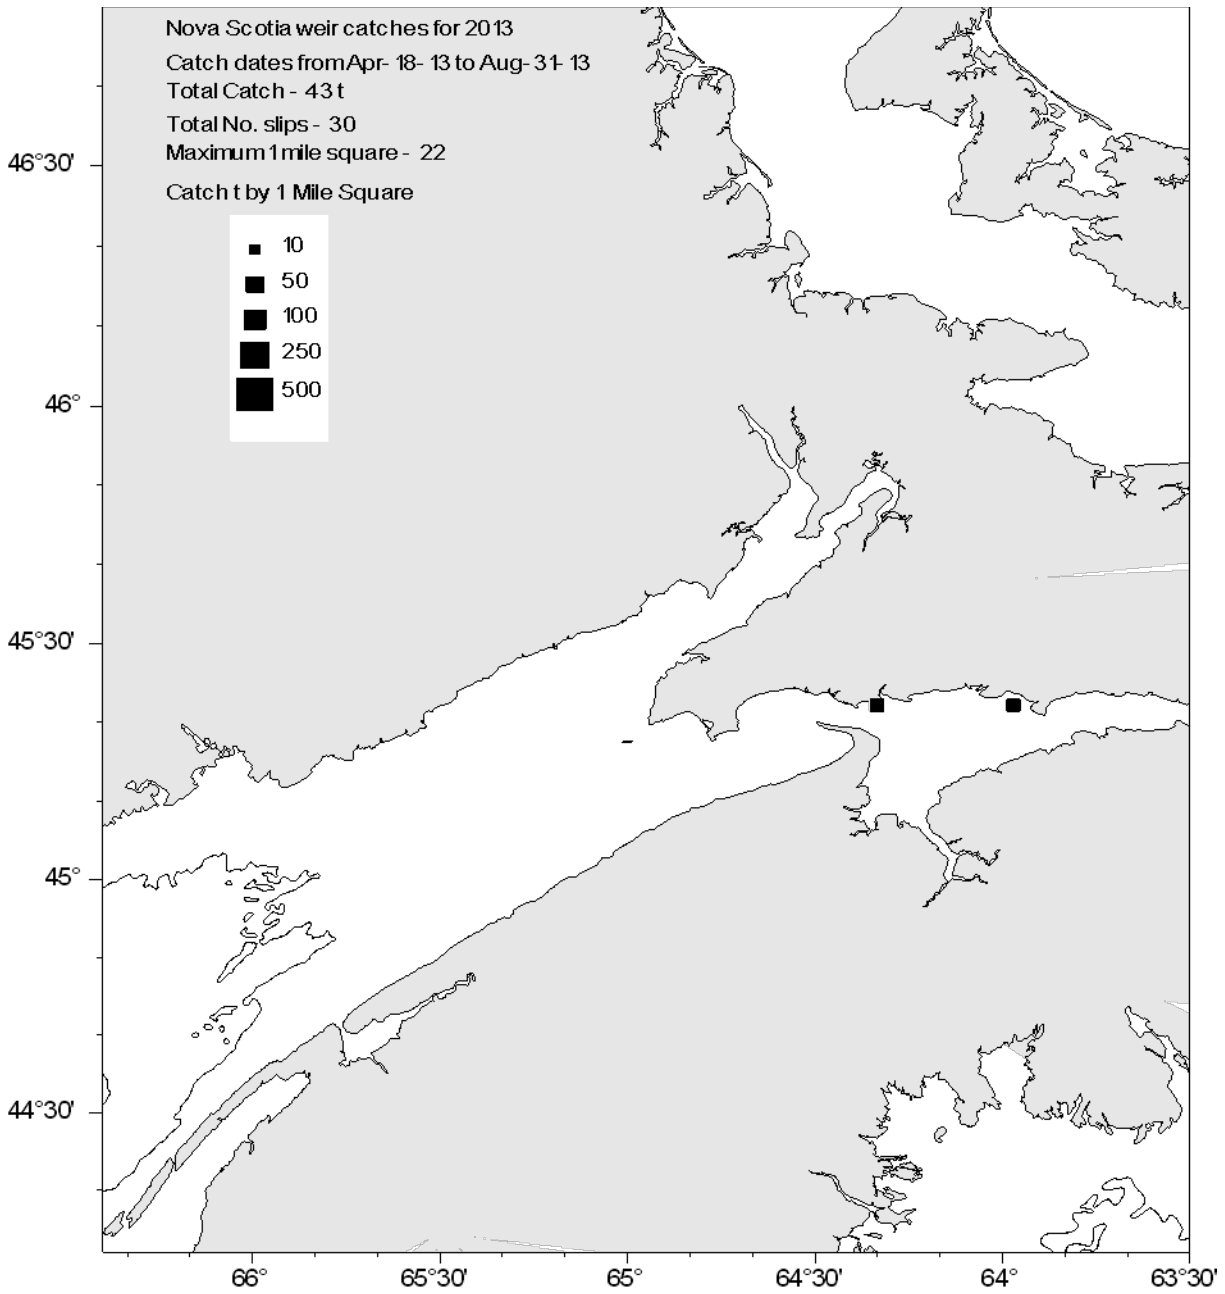 Nova Scotia weir catches for 2013
Catch dates from Apr-18-13 to Aug-31-13
Total Catch - 43 t
Total No. slips - 30
Maximum 1 mile square - 22
Catch t by 1 Mile Square
10
50
100
250
500
46°30'
46°
45°30'
45°
44°30'
66°
65°30'
65°
64°30'
64°
63°30'